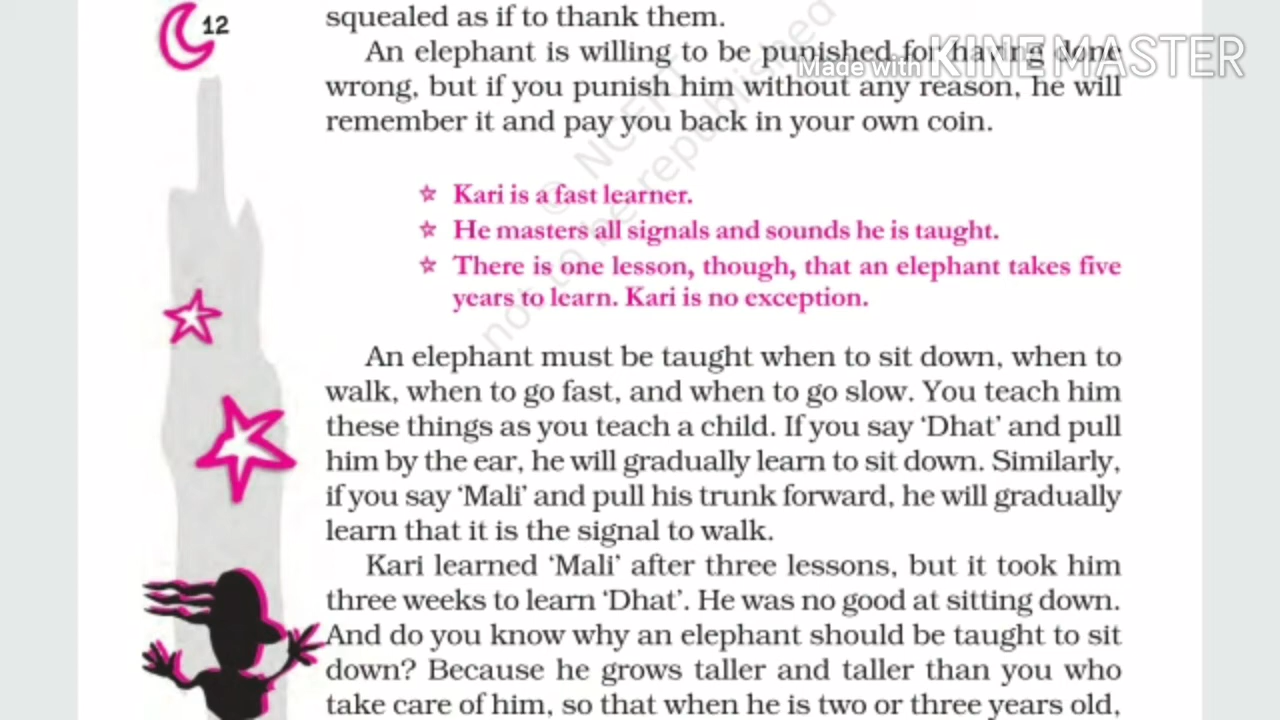 12
squealed as if to thank them.
An elephant is willing to be punished for having done
Made with KINEMASTER
wrong, but if you punish him without any reason, he will
remember it and pay you back in your own coin.
© NCERT
not to be republished
☆ Kari is a fast learner.
☆ He masters all signals and sounds he is taught.
☆ There is one lesson, though, that an elephant takes five
years to learn. Kari is no exception.
An elephant must be taught when to sit down, when to
walk, when to go fast, and when to go slow. You teach him
these things as you teach a child. If you say ‘Dhat’ and pull
him by the ear, he will gradually learn to sit down. Similarly,
if you say ‘Mali’ and pull his trunk forward, he will gradually
learn that it is the signal to walk.
Kari learned ‘Mali’ after three lessons, but it took him
three weeks to learn ‘Dhat’. He was no good at sitting down.
And do you know why an elephant should be taught to sit
down? Because he grows taller and taller than you who
take care of him, so that when he is two or three years old,